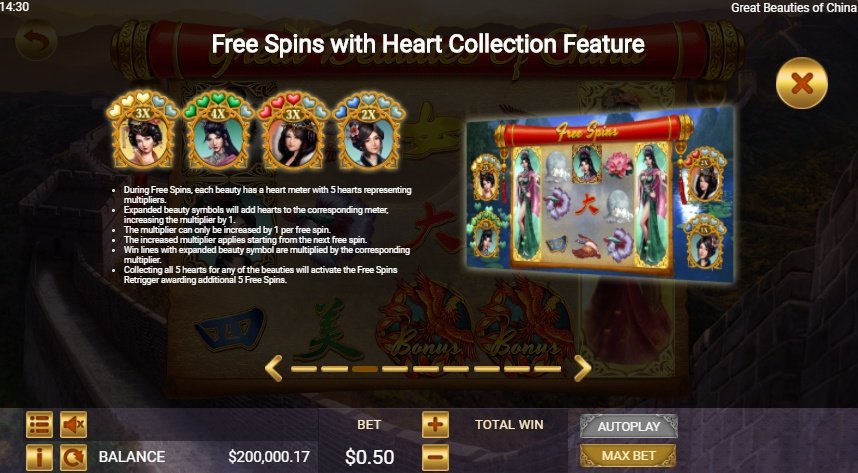 14:30
Great Beauties of China
Free Spins with Heart Collection Feature
3X
4X
3X
2X
Free Spins
• During Free Spins, each beauty has a heart meter with 5 hearts representing
multipliers.
• Expanded beauty symbols will add hearts to the corresponding meter,
increasing the multiplier by 1.
• The multiplier can only be increased by 1 per free spin.
• The increased multiplier applies starting from the next free spin.
• Win lines with expanded beauty symbol are multiplied by the corresponding
multiplier.
• Collecting all 5 hearts for any of the beauties will activate the Free Spins
Retrigger awarding additional 5 Free Spins.
大
美
Bonus
Bonus
BET
TOTAL WIN
AUTOPLAY
BALANCE
$200,000.17
$0.50
MAX BET